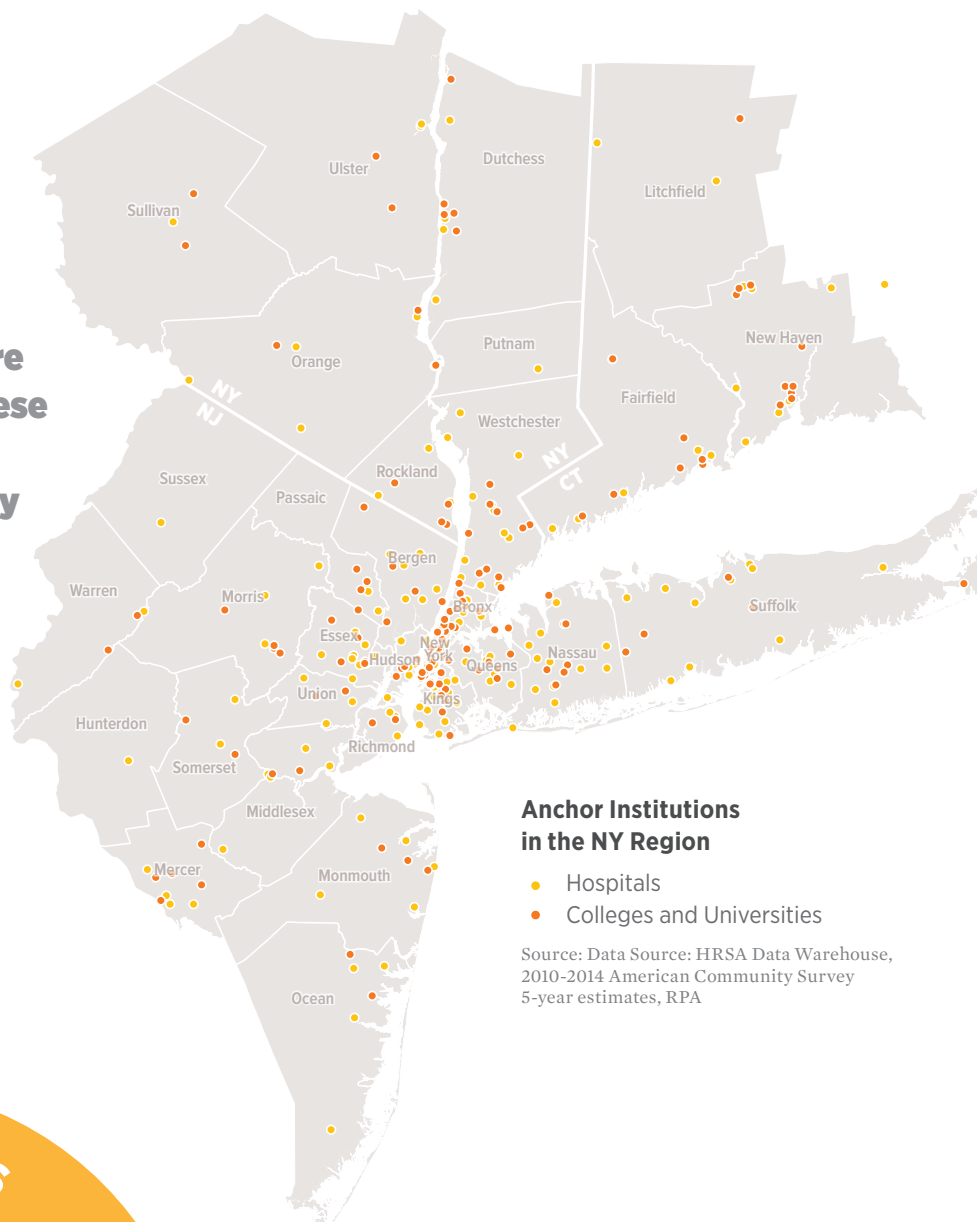 re
ese
y
Dutchess
Ulster
Litchfield
Sullivan
New Haven
Putnam
Orange
Fairfield
Westchester
NY
NJ
NY
CT
Rockland
Sussex
Passaic
Bergen
Warren
Morris
Bronx
Suffolk
Essex
New
York
Nassau
Hudson
Queens
Union
Kings
Hunterdon
Richmond
Somerset
Middlesex
Mercer
Monmouth
Ocean
Anchor Institutions
in the NY Region
Hospitals
Colleges and Universities
Source: Data Source: HRSA Data Warehouse,
2010-2014 American Community Survey
5-year estimates, RPA
S